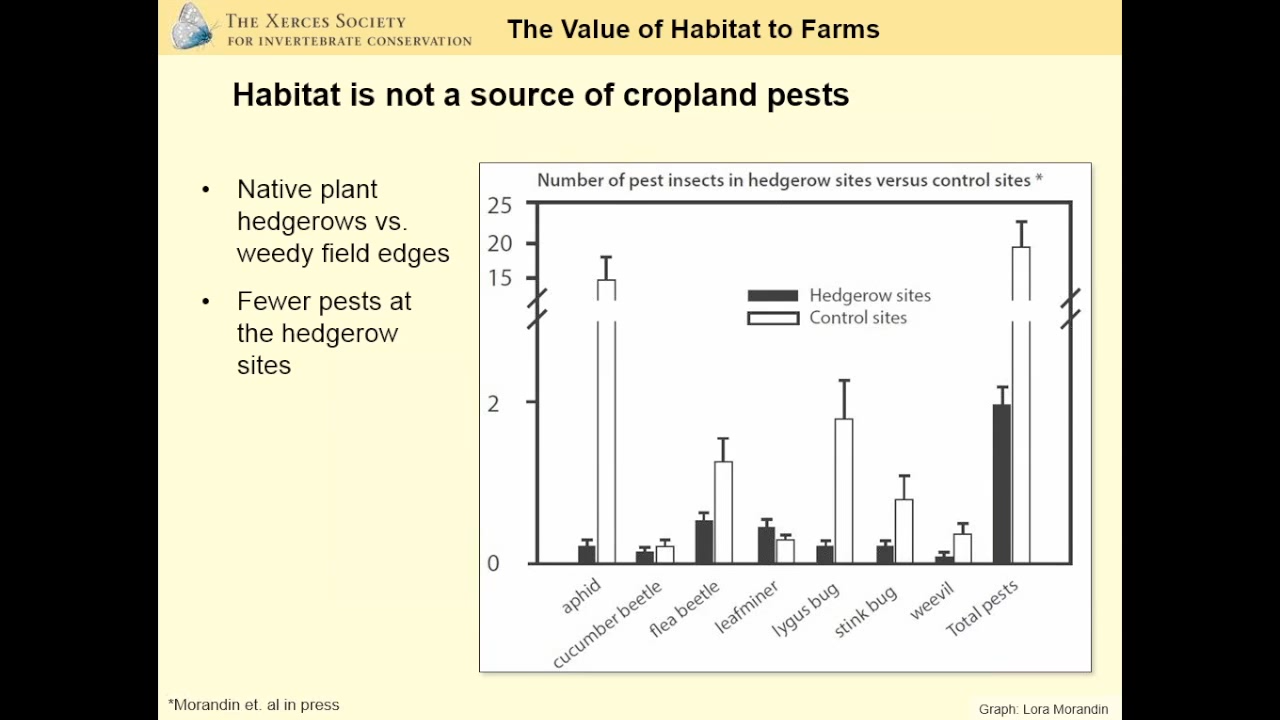 THE XERCES SOCIETY
FOR INVERTEBRATE CONSERVATION
The Value of Habitat to Farms
Habitat is not a source of cropland pests
• Native plant
hedgerows vs.
weedy field edges
• Fewer pests at
the hedgerow
sites
Number of pest insects in hedgerow sites versus control sites *
25
20
15
2
0
Hedgerow sites
Control sites
aphid
cucumber beetle
flea beetle
leafminer
lygus bug
stink bug
weevil
Total pests
*Morandin et. al in press
Graph: Lora Morandin